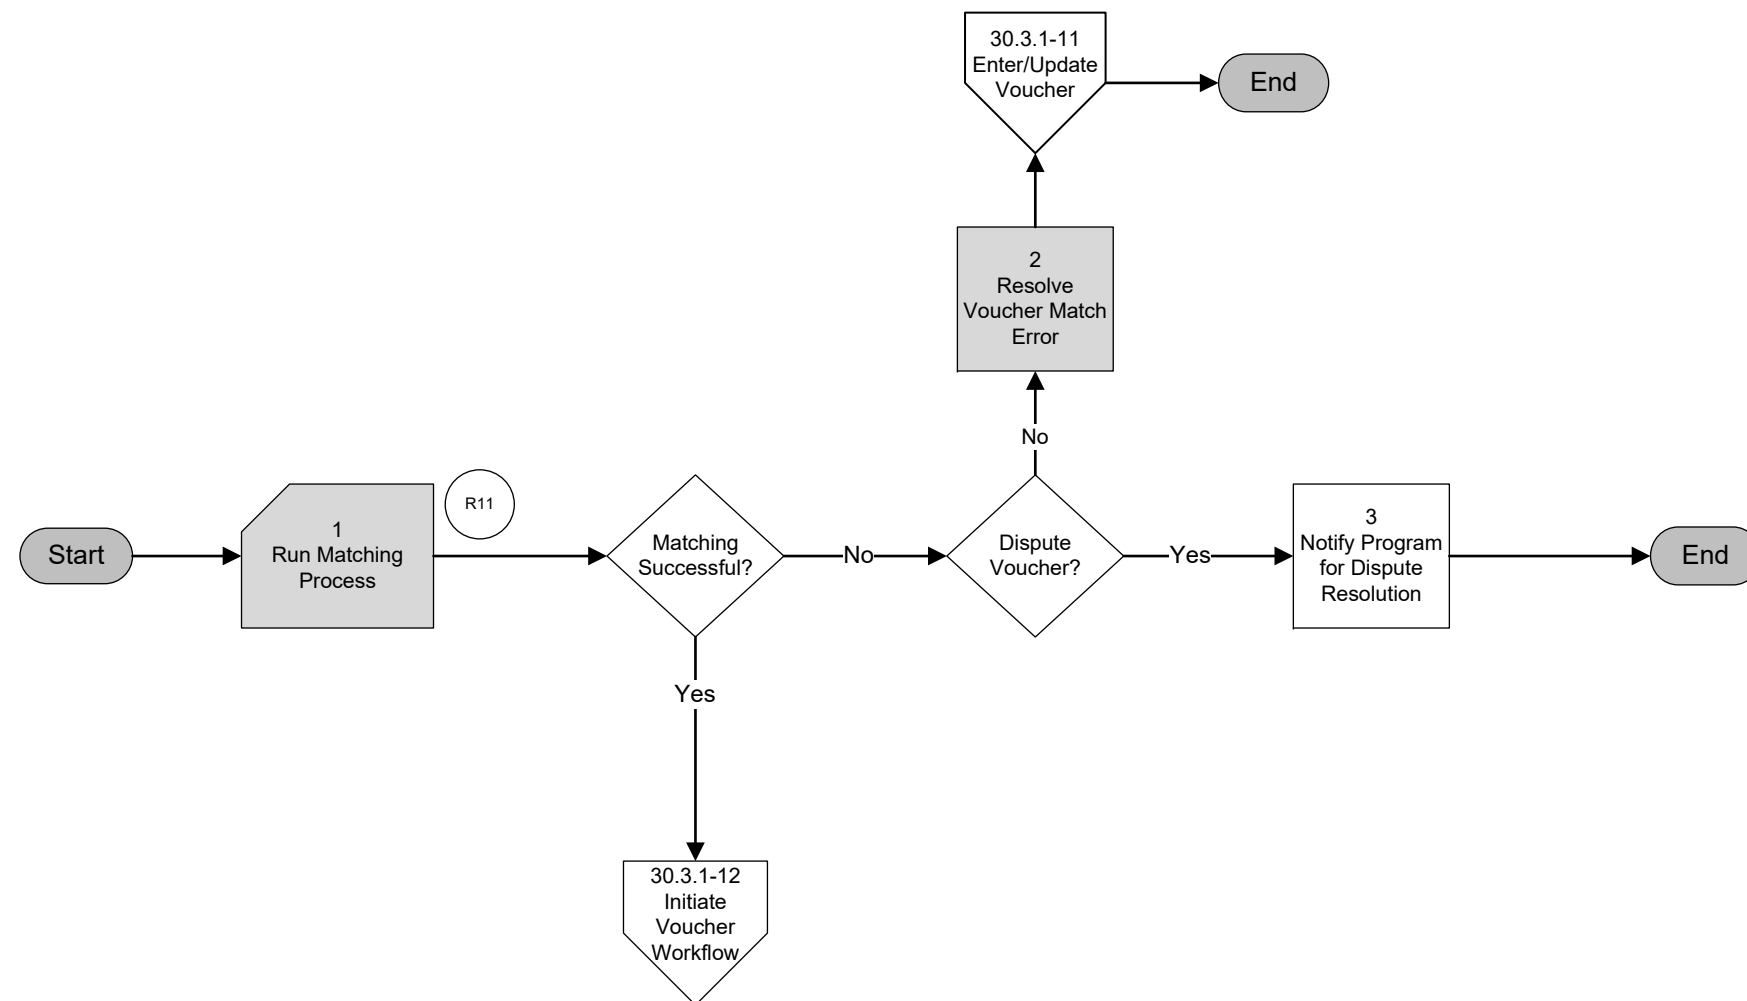 30.3.1-11
Enter/Update
Voucher
End
2
Resolve
Voucher Match
Error
No
R11
Start
1
Run Matching
Process
Matching
Successful?
No
Dispute
Voucher?
Yes
3
Notify Program
for Dispute
Resolution
End
Yes
30.3.1-12
Initiate
Voucher
Workflow